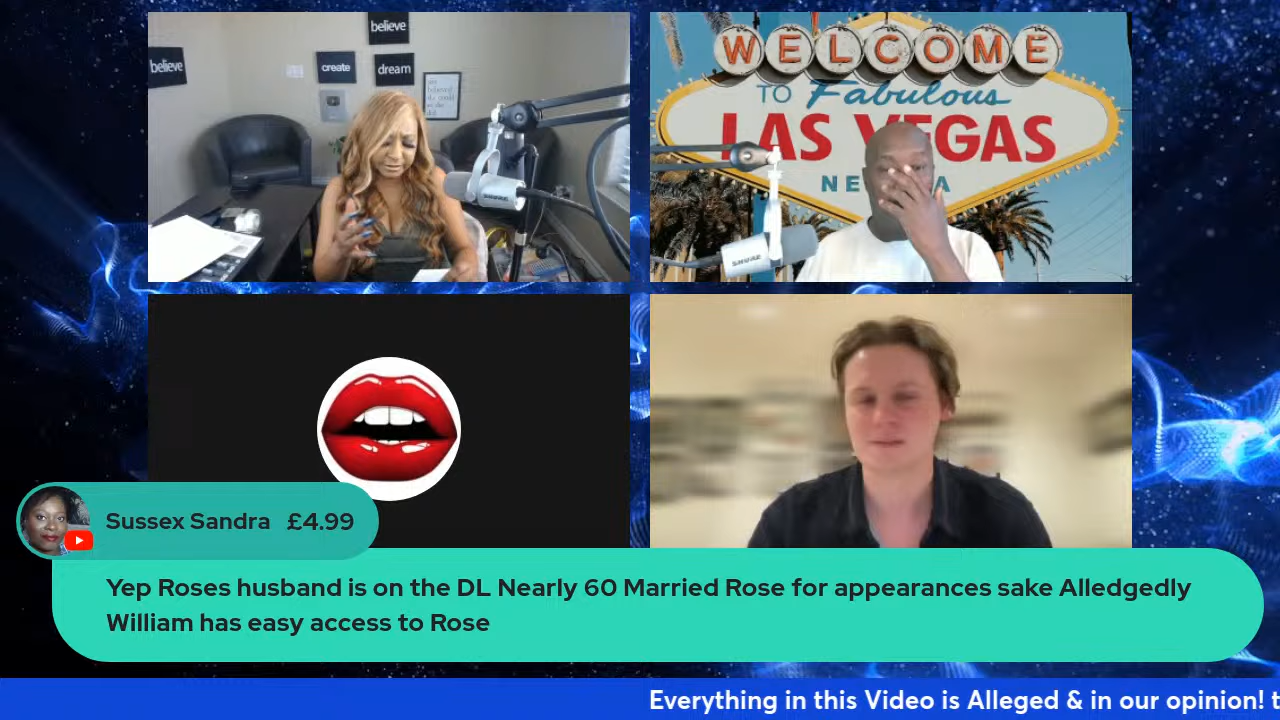 believe
believe
create
dream
WELCOME
TO Fabulous
LAS VEGAS
SHURE
SHURE
Sussex Sandra £4.99
Yep Roses husband is on the DL Nearly 60 Married Rose for appearances sake Alledgedly
William has easy access to Rose
Everything in this Video is Alleged & in our opinion! t